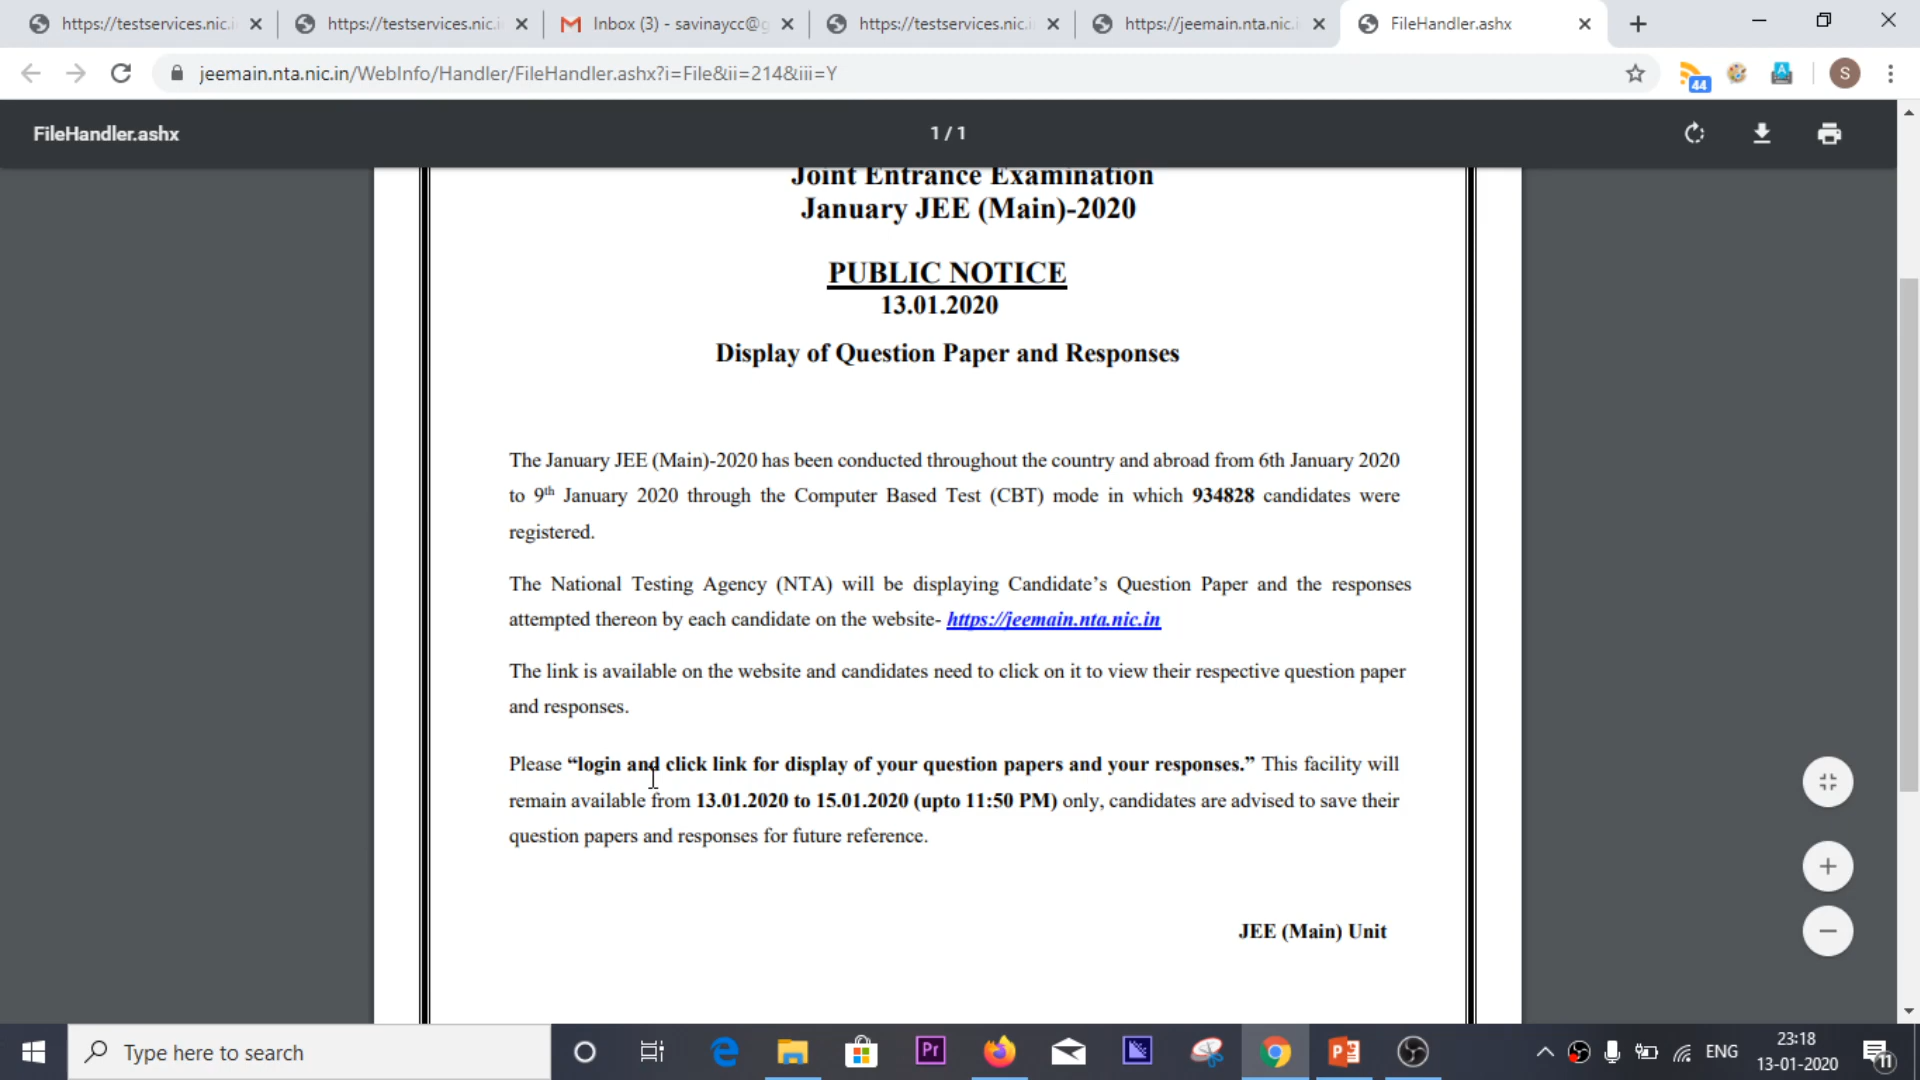 https://testservices.nic.i
https://testservices.nic.i
Inbox (3) - savinaycc@g
https://testservices.nic.i
https://jeemain.nta.nic.i
FileHandler.ashx
jeemain.nta.nic.in/WebInfo/Handler/FileHandler.ashx?i=File&ii=214&iii=Y
44
S
FileHandler.ashx
1 / 1
Joint Entrance Examination
January JEE (Main)-2020
PUBLIC NOTICE
13.01.2020
Display of Question Paper and Responses
The January JEE (Main)-2020 has been conducted throughout the country and abroad from 6th January 2020
to 9th January 2020 through the Computer Based Test (CBT) mode in which 934828 candidates were
registered.
The National Testing Agency (NTA) will be displaying Candidate’s Question Paper and the responses
attempted thereon by each candidate on the website- https://jeemain.nta.nic.in
The link is available on the website and candidates need to click on it to view their respective question paper
and responses.
Please “login and click link for display of your question papers and your responses.” This facility will
remain available from 13.01.2020 to 15.01.2020 (upto 11:50 PM) only, candidates are advised to save their
question papers and responses for future reference.
JEE (Main) Unit
Type here to search
Pr
ENG
23:18
13-01-2020
11